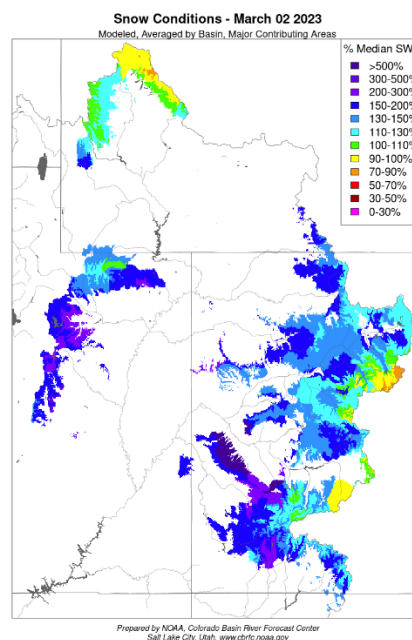 Snow Conditions - March 02 2023
Modeled, Averaged by Basin, Major Contributing Areas
% Median SW
>500%
300-500%
200-300%
150-200%
130-150%
110-130%
100-110%
90-100%
70-90%
50-70%
30-50%
0-30%
Prepared by NOAA, Colorado Basin River Forecast Center
Salt Lake City, Utah, www.cbrfc.noaa.gov